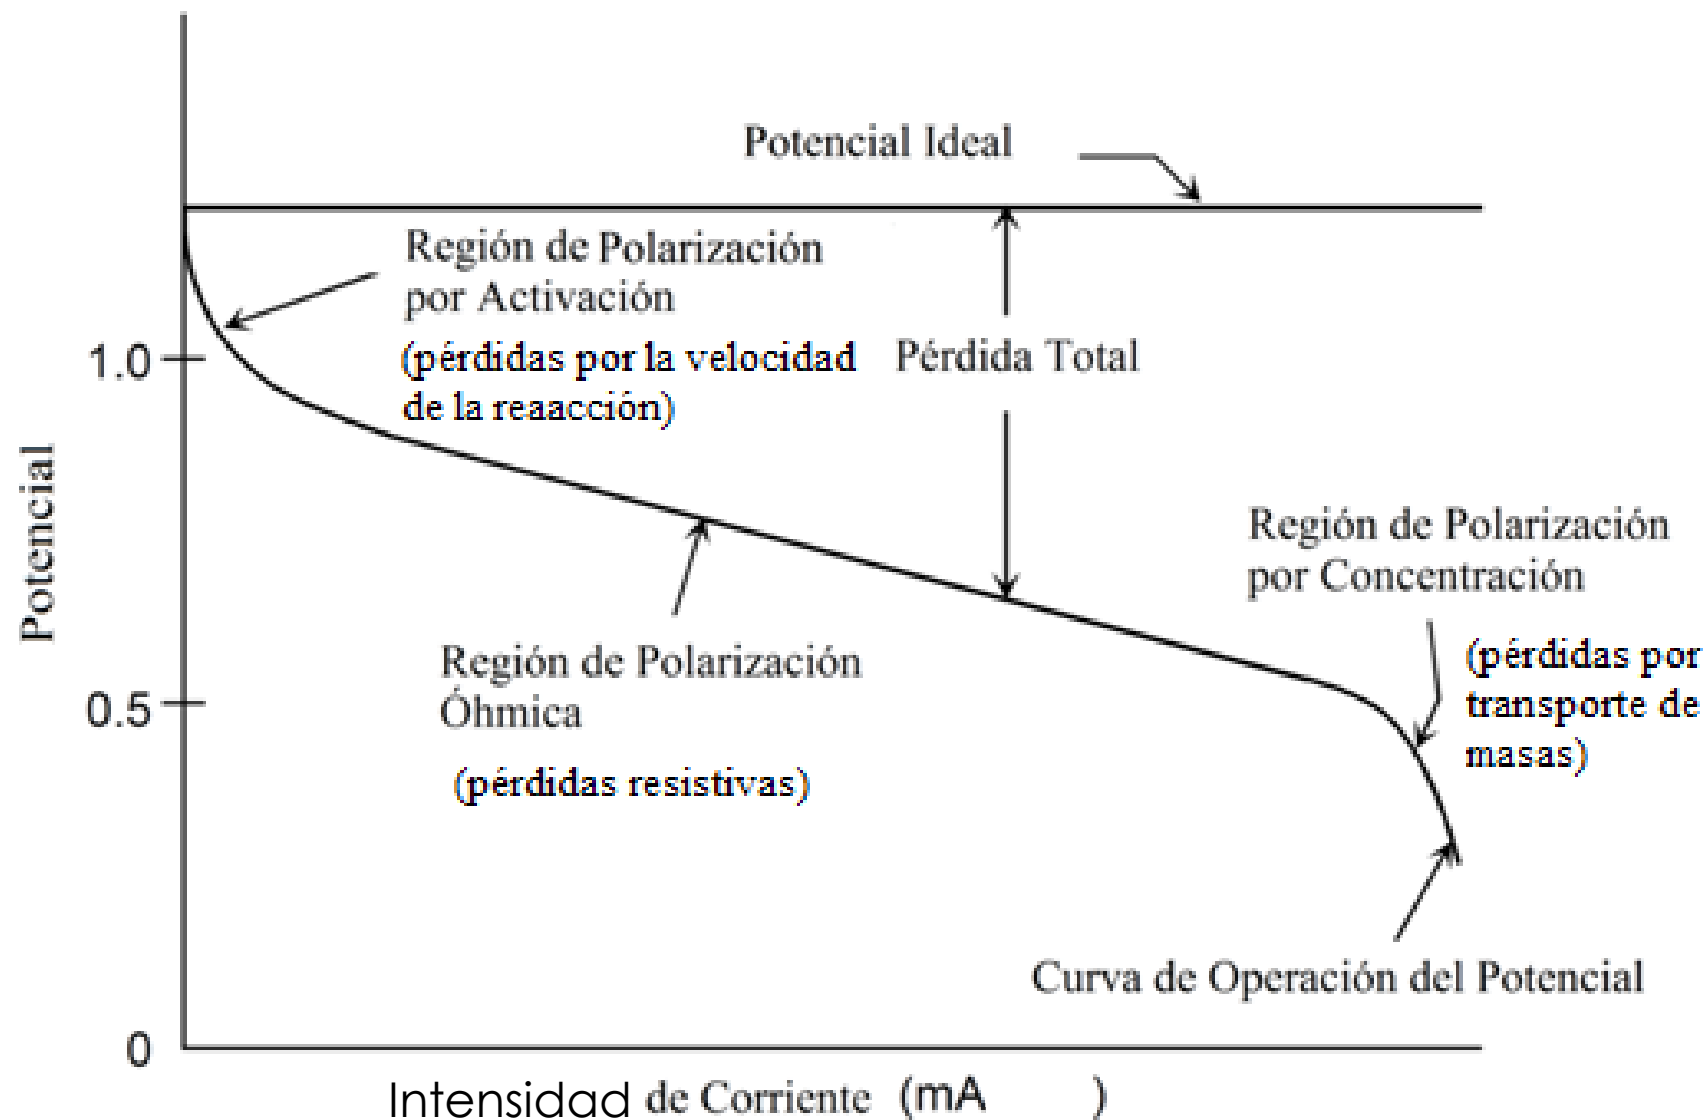 Potencial Ideal
Región de Polarización
por Activación
(pérdidas por la velocidad
de la reaacción)
Pérdida Total
1.0
Potencial
Región de Polarización
por Concentración
(pérdidas por
transporte de
masas)
Región de Polarización
Óhmica
(pérdidas resistivas)
0.5
Curva de Operación del Potencial
0
Intensidad de Corriente (mA )